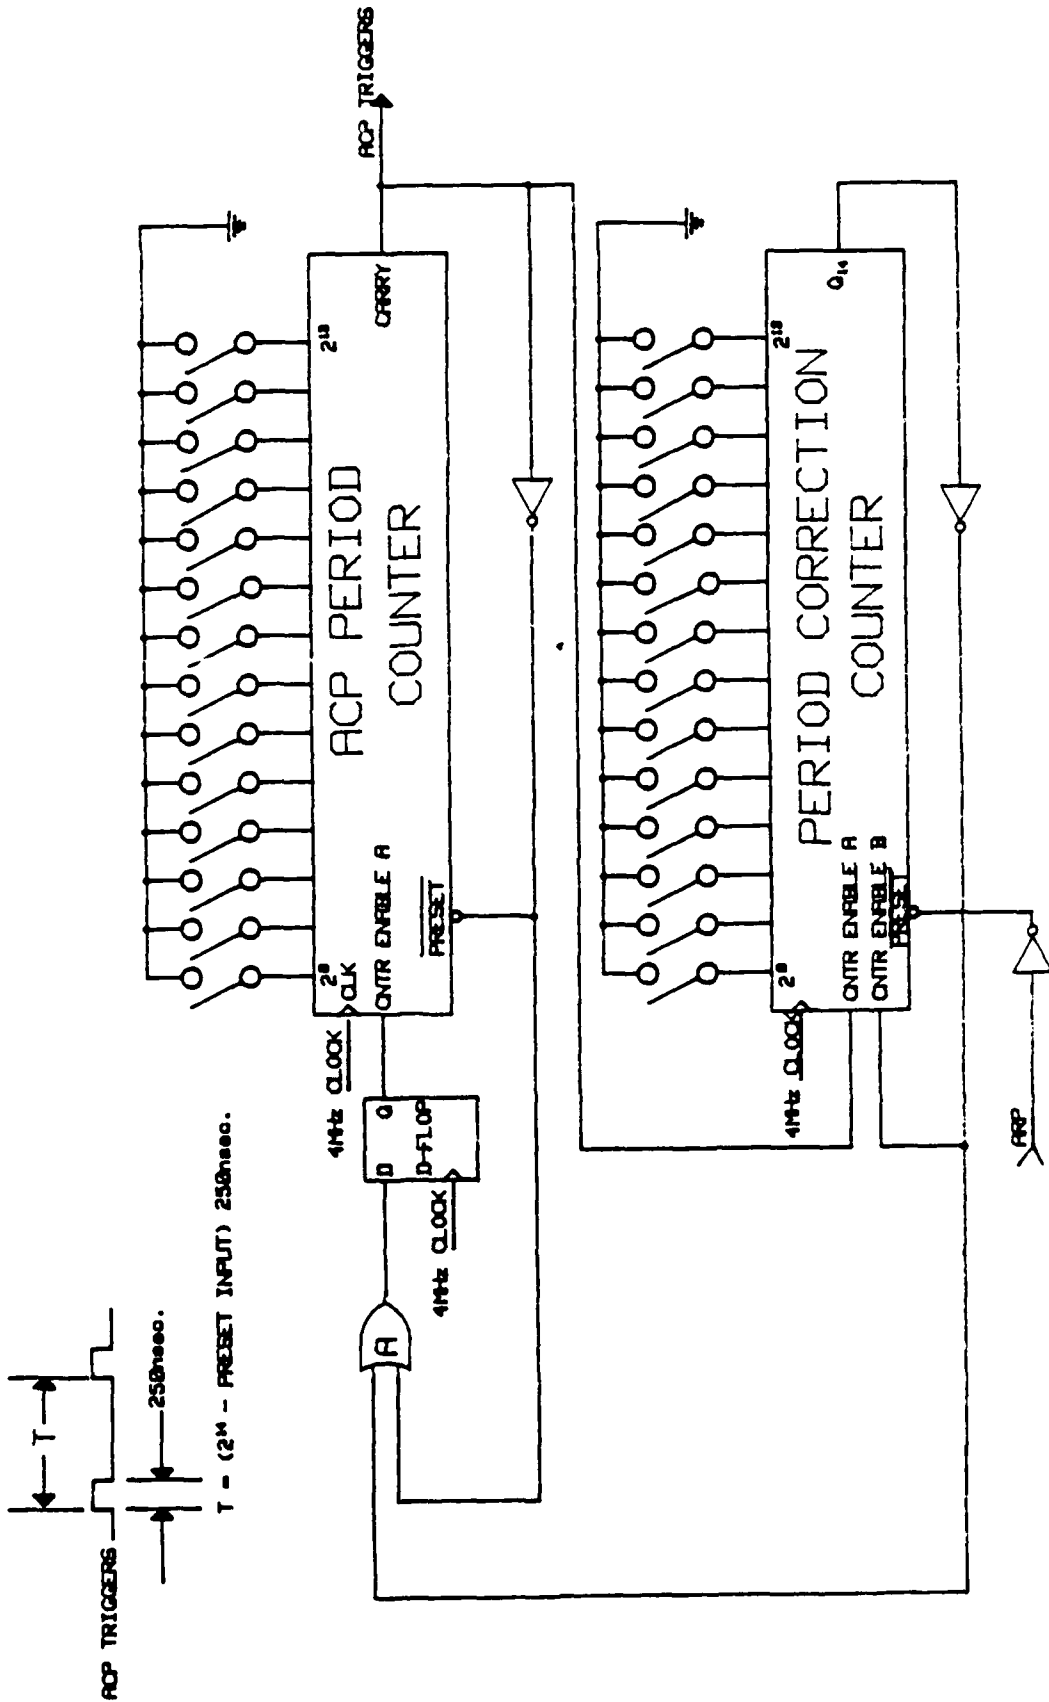 ACP TRIGGERS
T
250nsec.
T = (2¹⁴ - PRESET INPUT) 250nsec.
ACP TRIGGERS
2⁰
2¹³
CLK
4MHz CLOCK
CNTR ENABLE A
PRESET
CARRY
ACP PERIOD
COUNTER
D
Q
D-FLOP
4MHz CLOCK
A
2⁰
2¹³
4MHz CLOCK
CNTR ENABLE A
CNTR ENABLE B
PRESET
Q₁₄
PERIOD CORRECTION
COUNTER
ARP